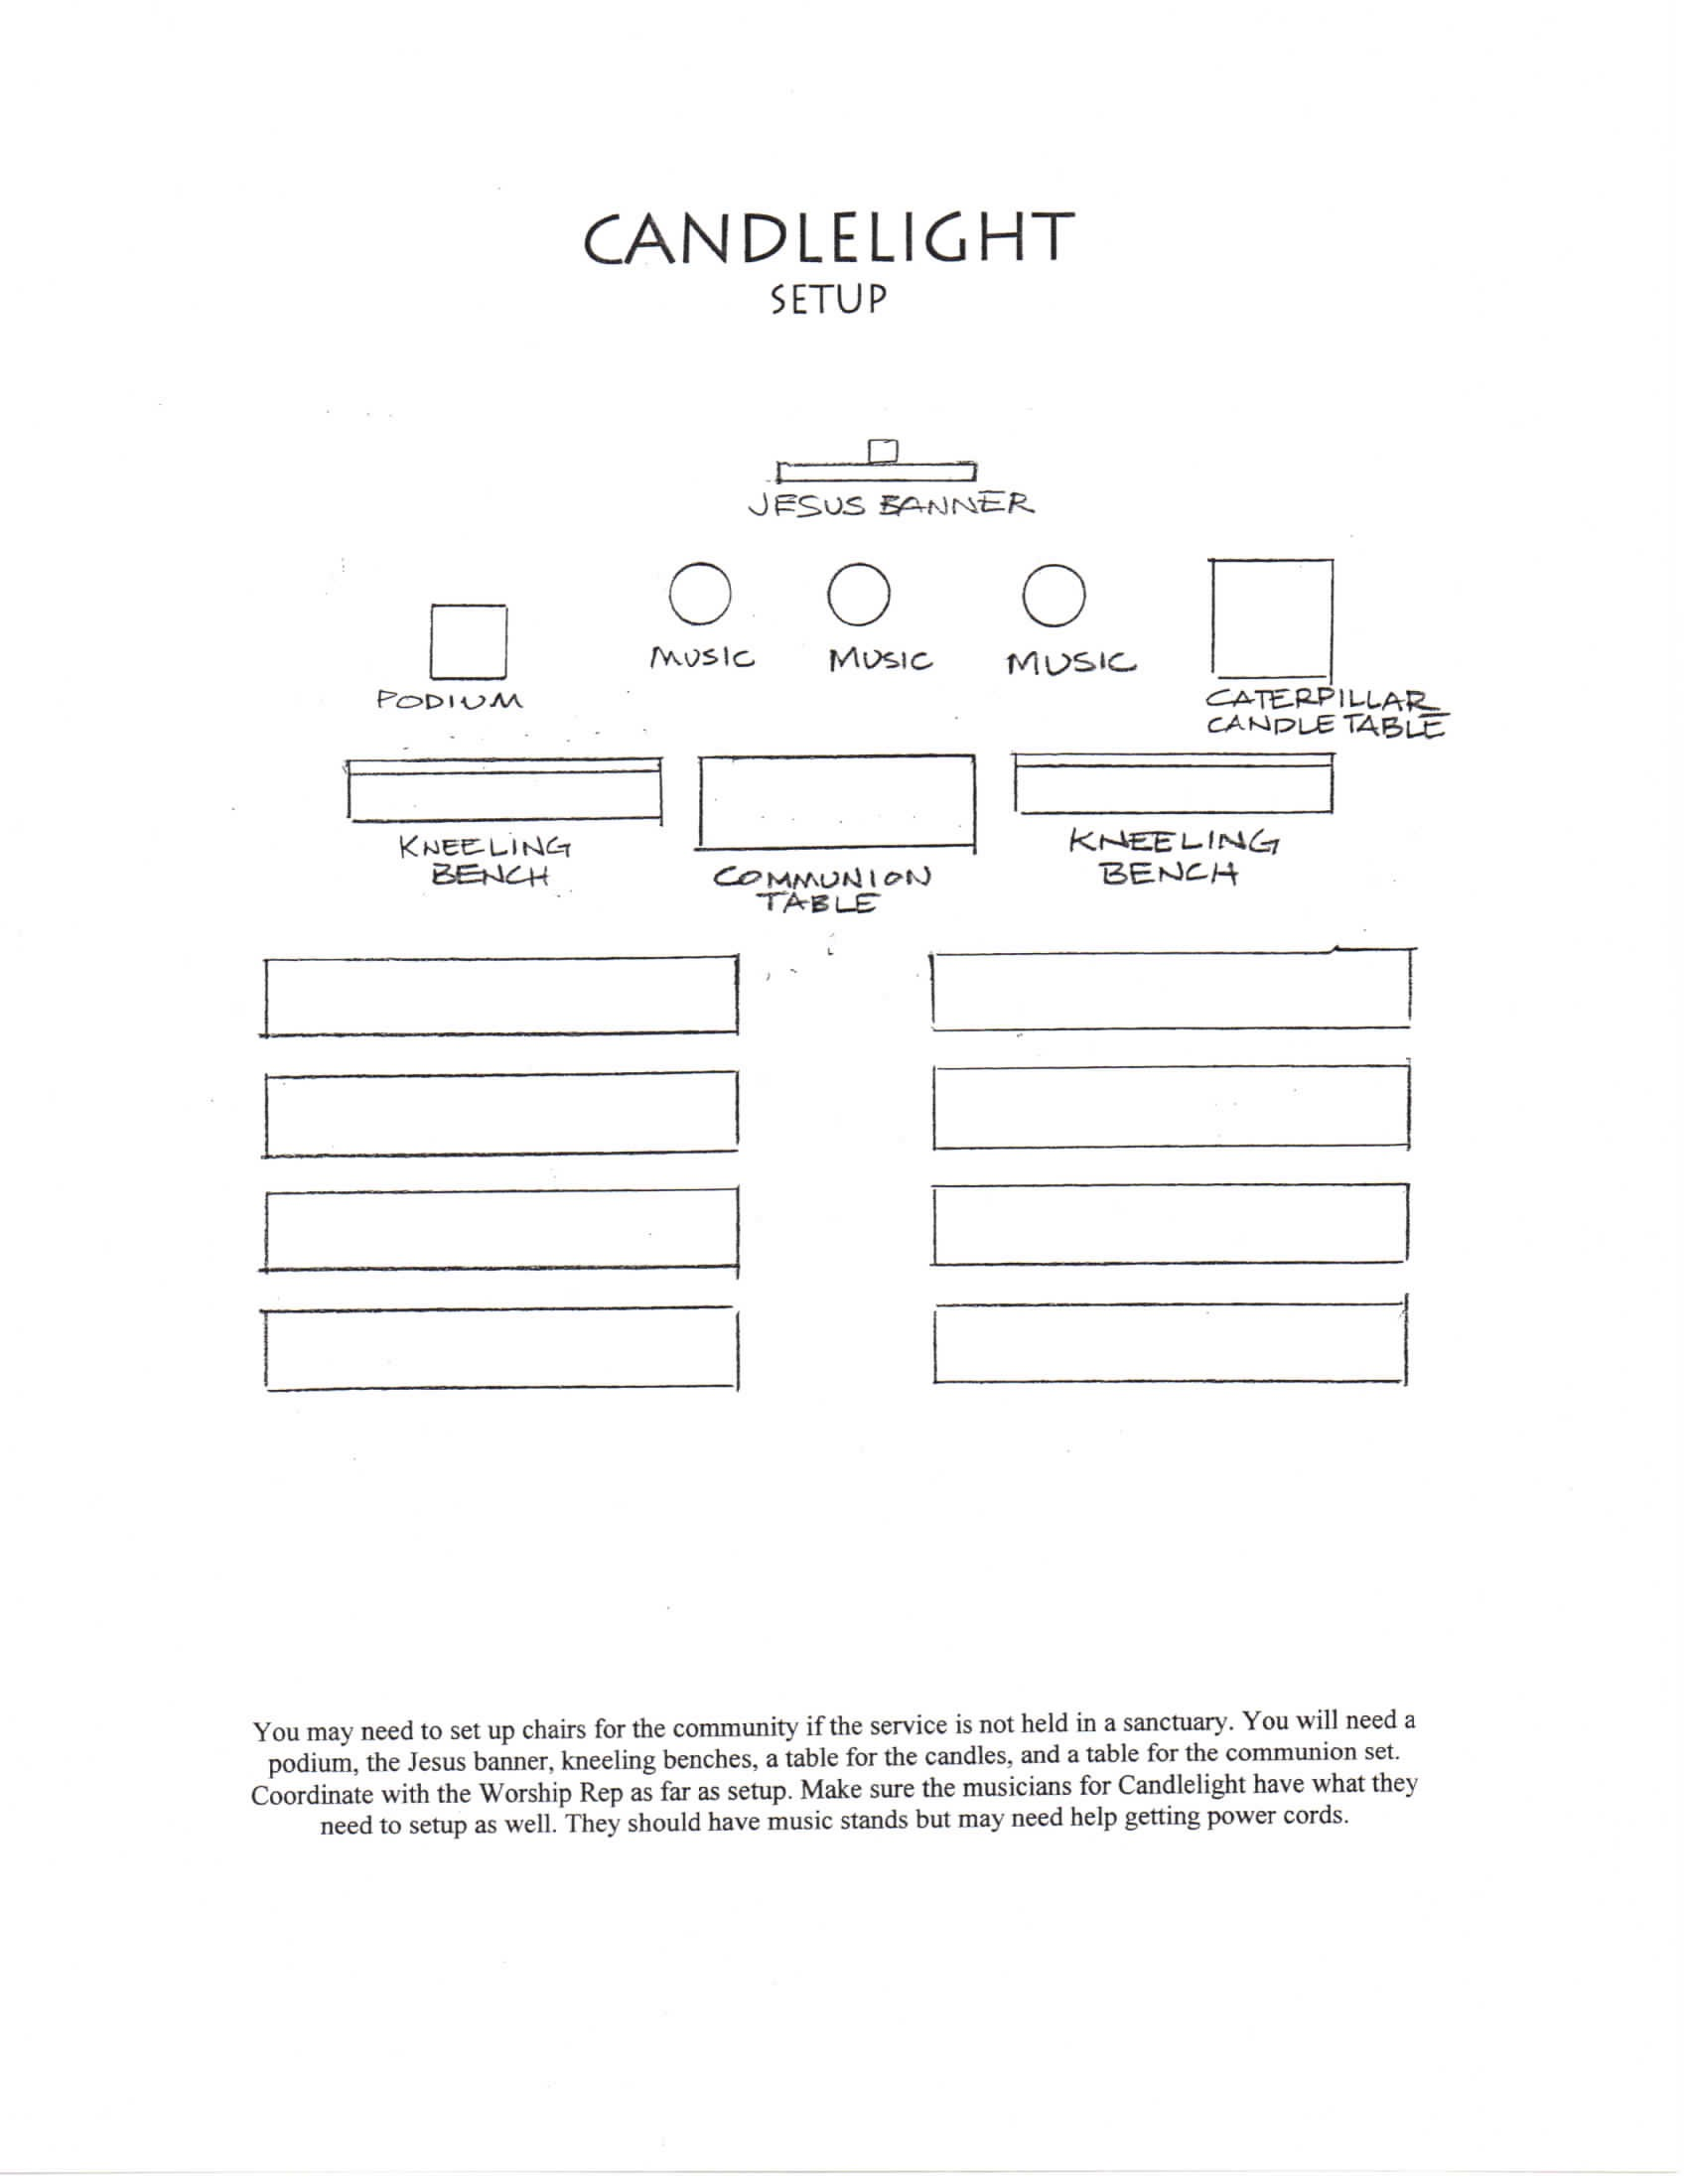 CANDLELIGHT
SETUP
JESUS BANNER
MUSIC
MUSIC
MUSIC
PODIUM
CATERPILLAR
CANDLE TABLE
KNEELING
BENCH
COMMUNION
TABLE
KNEELING
BENCH
You may need to set up chairs for the community if the service is not held in a sanctuary. You will need a
podium, the Jesus banner, kneeling benches, a table for the candles, and a table for the communion set.
Coordinate with the Worship Rep as far as setup. Make sure the musicians for Candlelight have what they
need to setup as well. They should have music stands but may need help getting power cords.